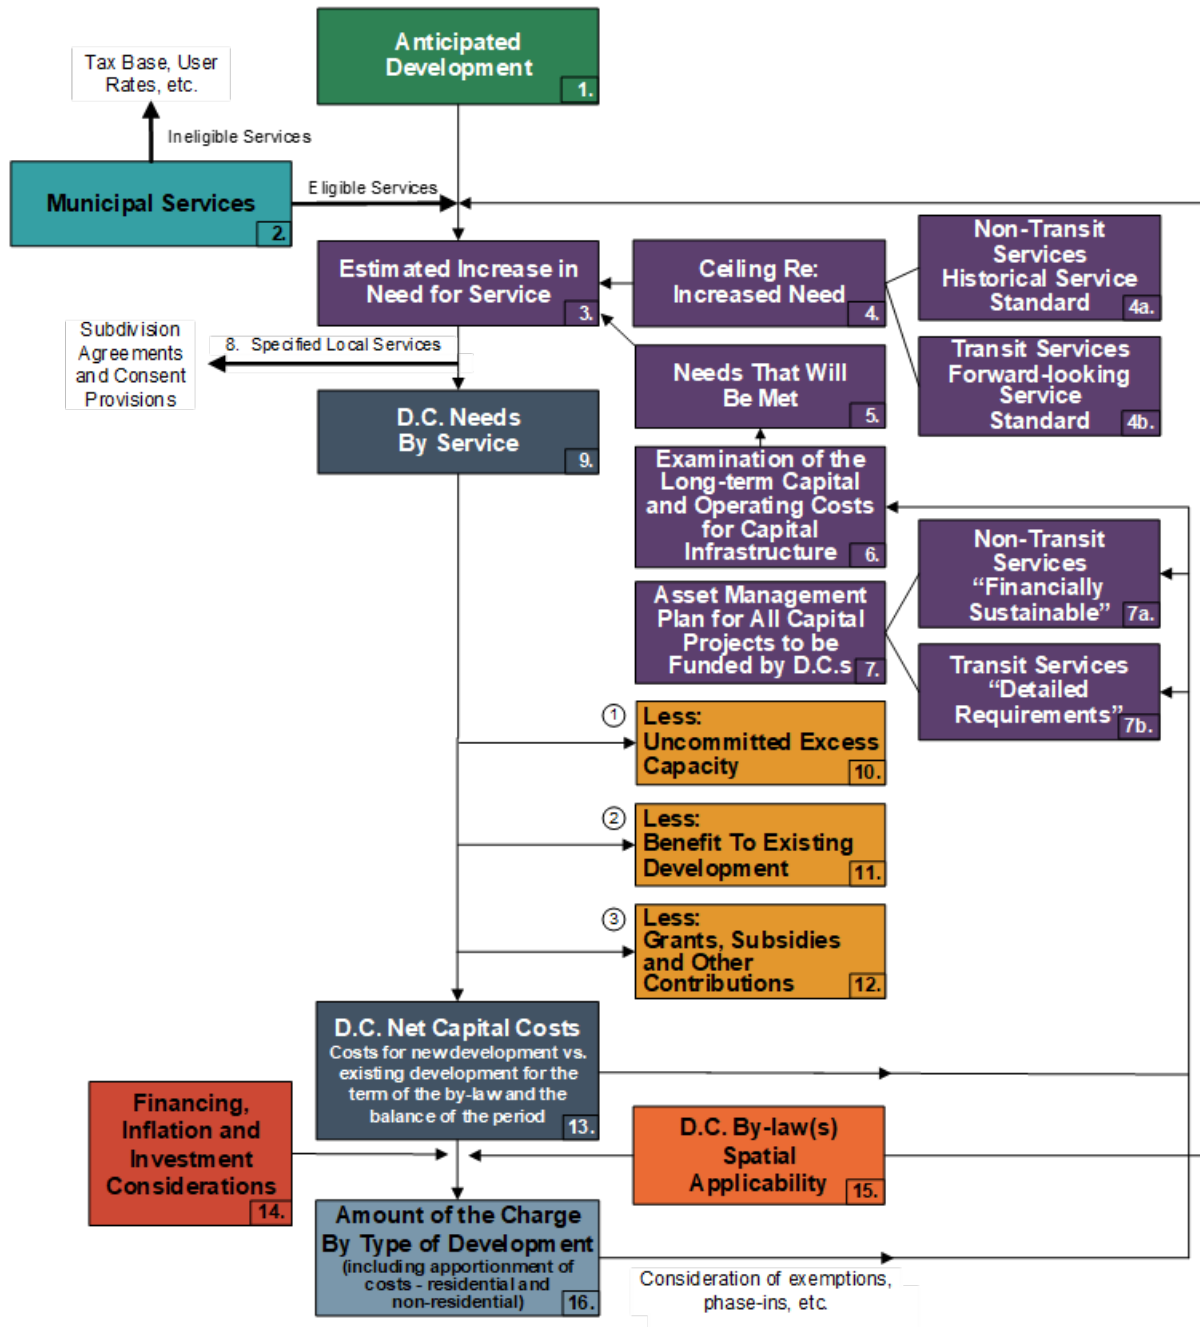 Anticipated
Development
1.
Tax Base, User
Rates, etc.
Ineligible Services
Municipal Services
2.
Eligible Services
Estimated Increase in
Need for Service
3.
Ceiling Re:
Increased Need
4.
Non-Transit
Services
Historical Service
Standard
4a.
Transit Services
Forward-looking
Service
Standard
4b.
Subdivision
Agreements
and Consent
Provisions
8. Specified Local Services
Needs That Will
Be Met
5.
D.C. Needs
By Service
9.
Examination of the
Long-term Capital
and Operating Costs
for Capital
Infrastructure
6.
Asset Management
Plan for All Capital
Projects to be
Funded by D.C.s
7.
Non-Transit
Services
“Financially
Sustainable”
7a.
Transit Services
“Detailed
Requirements”
7b.
1
Less:
Uncommitted Excess
Capacity
10.
2
Less:
Benefit To Existing
Development
11.
3
Less:
Grants, Subsidies
and Other
Contributions
12.
D.C. Net Capital Costs
Costs for new development vs.
existing development for the
term of the by-law and the
balance of the period
13.
Financing,
Inflation and
Investment
Considerations
14.
D.C. By-law(s)
Spatial
Applicability
15.
Amount of the Charge
By Type of Development
(including apportionment of
costs - residential and
non-residential)
16.
Consideration of exemptions,
phase-ins, etc.